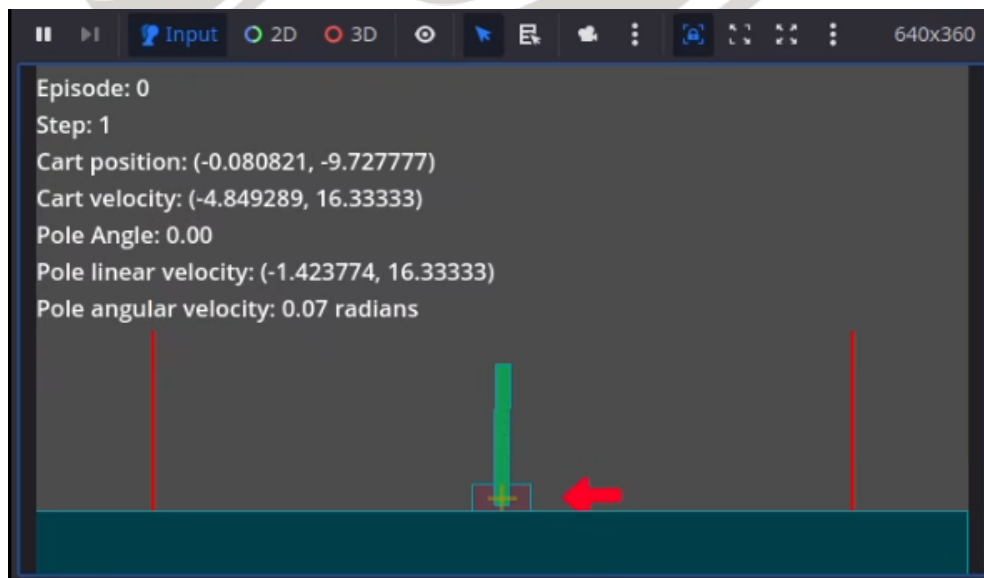 Input 2D 3D 640x360
Episode: 0
Step: 1
Cart position: (-0.080821, -9.727777)
Cart velocity: (-4.849289, 16.33333)
Pole Angle: 0.00
Pole linear velocity: (-1.423774, 16.33333)
Pole angular velocity: 0.07 radians